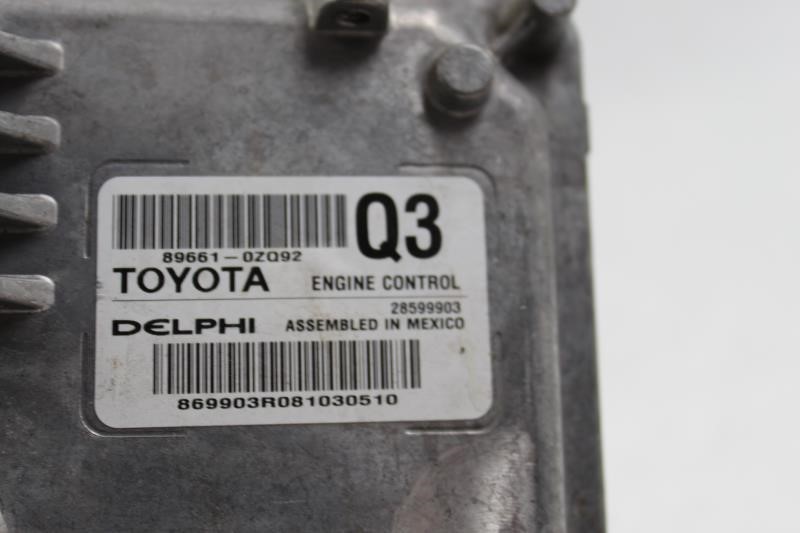 Q3
89661-0ZQ92
TOYOTA ENGINE CONTROL
28599903
DELPHI ASSEMBLED IN MEXICO
869903R081030510